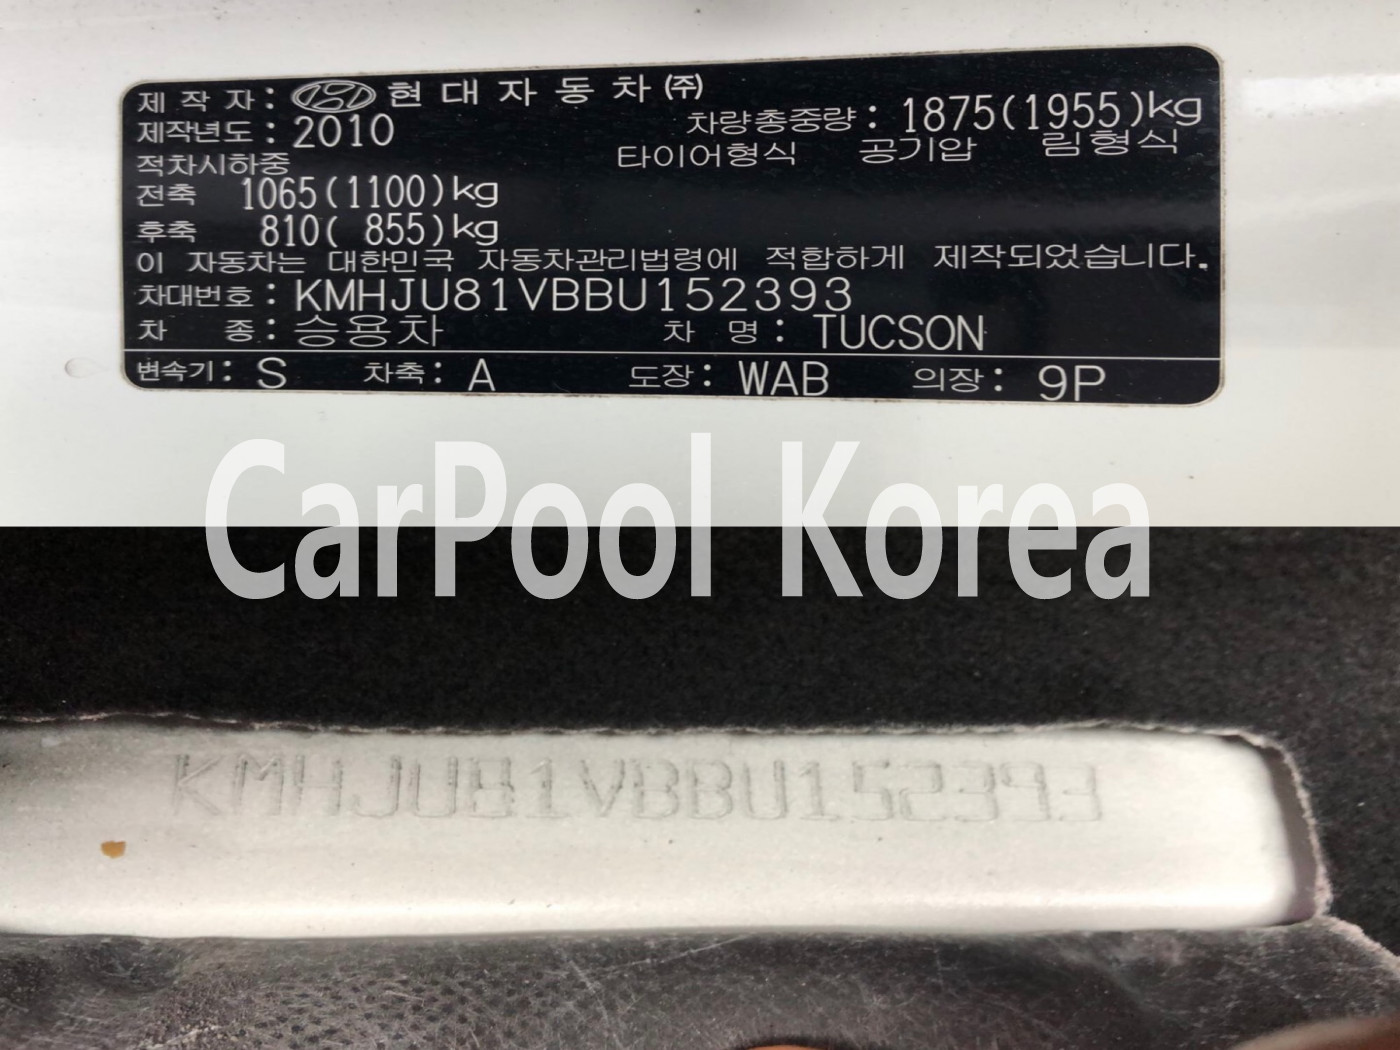 제작자: 현대자동차㈜
제작년도: 2010 차량총중량: 1875(1955)kg
적차시하중 타이어형식 공기압 림형식
전축 1065(1100)kg
후축 810( 855)kg
이 자동차는 대한민국 자동차관리법령에 적합하게 제작되었습니다.
차대번호: KMHJU81VBBU152393
차 종: 승용차 차 명: TUCSON
변속기: S 차축: A 도장: WAB 의장: 9P
CarPool Korea
KMHJU81VBBU152393